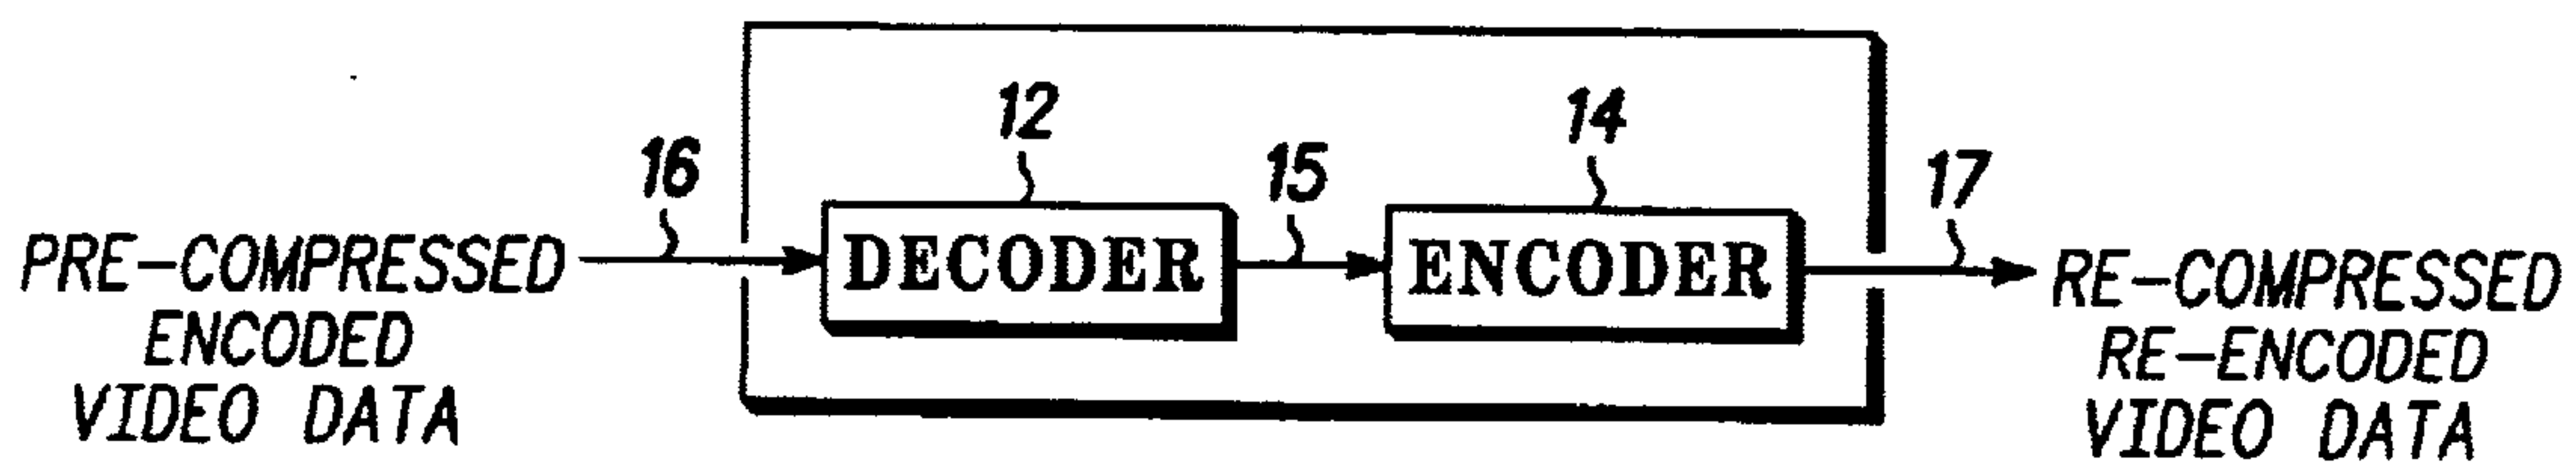 12
14
16
15
17
DECODER
ENCODER
PRE-COMPRESSED
ENCODED
VIDEO DATA
RE-COMPRESSED
RE-ENCODED
VIDEO DATA